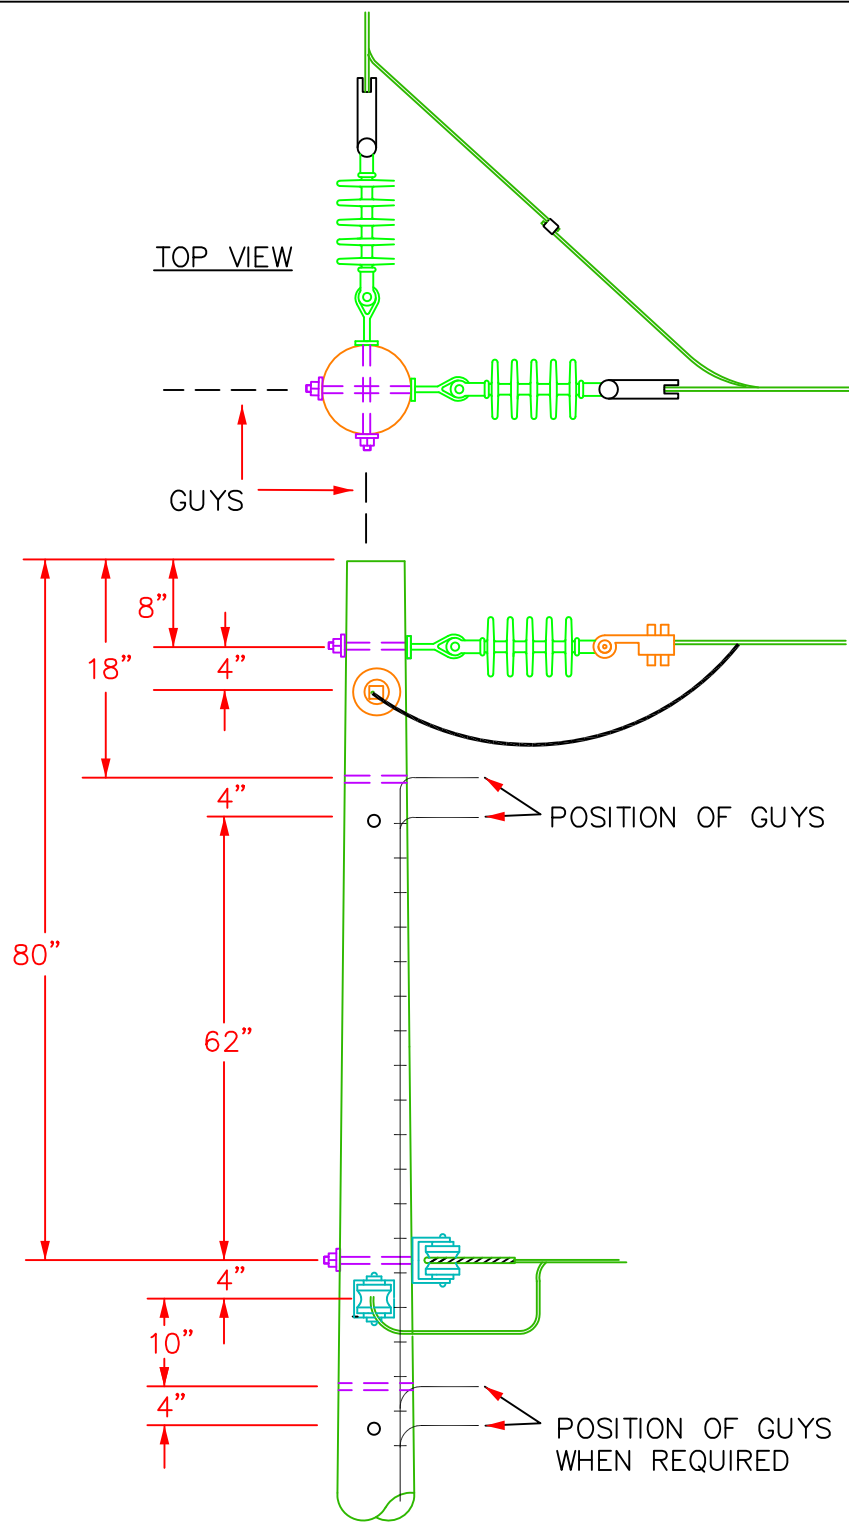 TOP VIEW
GUYS
8”
18”
4”
4”
POSITION OF GUYS
80”
62”
4”
10”
4”
POSITION OF GUYS
WHEN REQUIRED